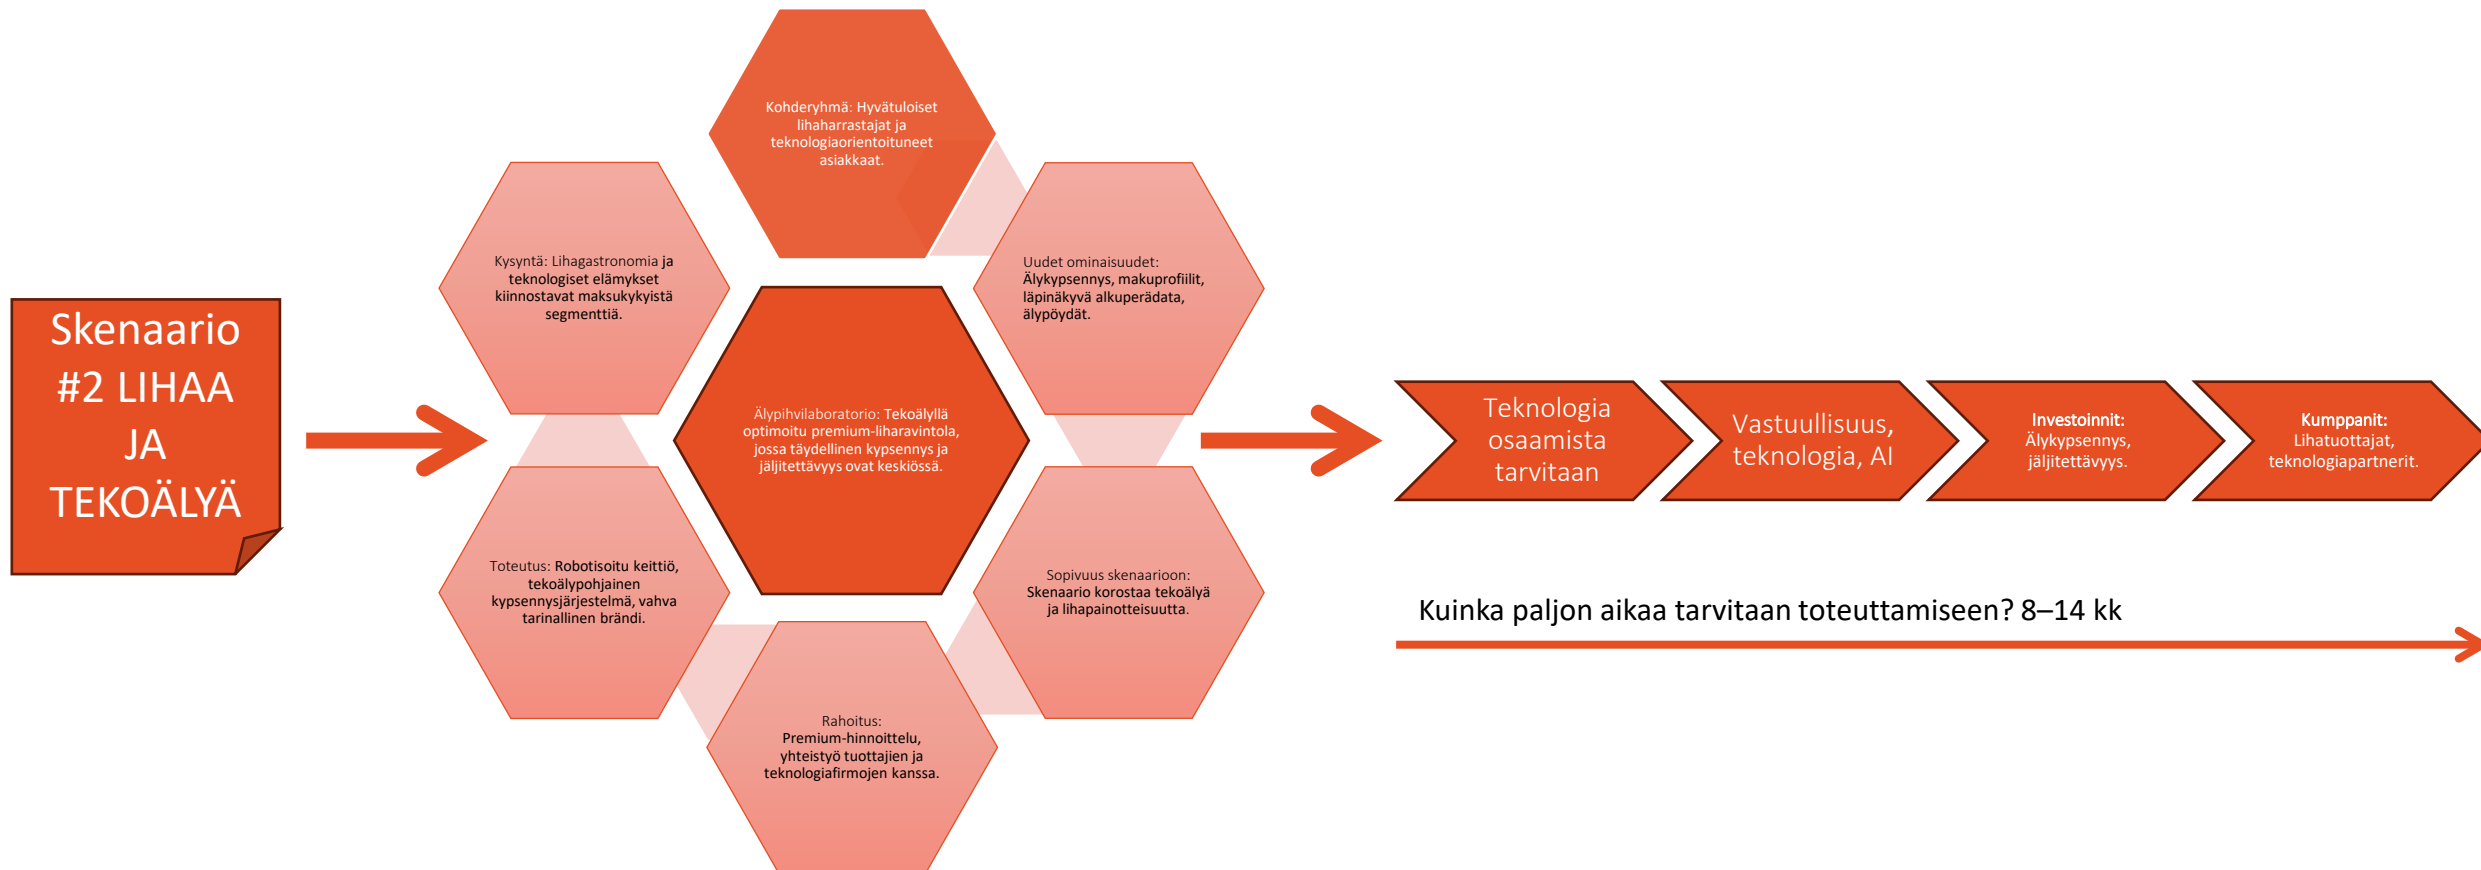 Skenaario
#2 LIHAA
JA
TEKOÄLYÄ
Kohderyhmä: Hyvätuloiset
lihaharrastajat ja
teknologiaorientoituneet
asiakkaat.
Uudet ominaisuudet:
Älykypsennys, makuprofiilit,
läpinäkyvä alkuperädata,
älypöydät.
Sopivuus skenaarioon:
Skenaario korostaa tekoälyä
ja lihapainotteisuutta.
Rahoitus:
Premium-hinnoittelu,
yhteistyö tuottajien ja
teknologiafirmojen kanssa.
Toteutus: Robotisoitu keittiö,
tekoälypohjainen
kypsennysjärjestelmä, vahva
tarinallinen brändi.
Kysyntä: Lihagastronomia ja
teknologiset elämykset
kiinnostavat maksukykyistä
segmenttiä.
Älypihvilaboratorio: Tekoälyllä
optimoitu premium-liharavintola,
jossa täydellinen kypsennys ja
jäljitettävyys ovat keskiössä.
Teknologia
osaamista
tarvitaan
Vastuullisuus,
teknologia, AI
Investoinnit:
Älykypsennys,
jäljitettävyys.
Kumppanit:
Lihatuottajat,
teknologiapartnerit.
Kuinka paljon aikaa tarvitaan toteuttamiseen? 8–14 kk